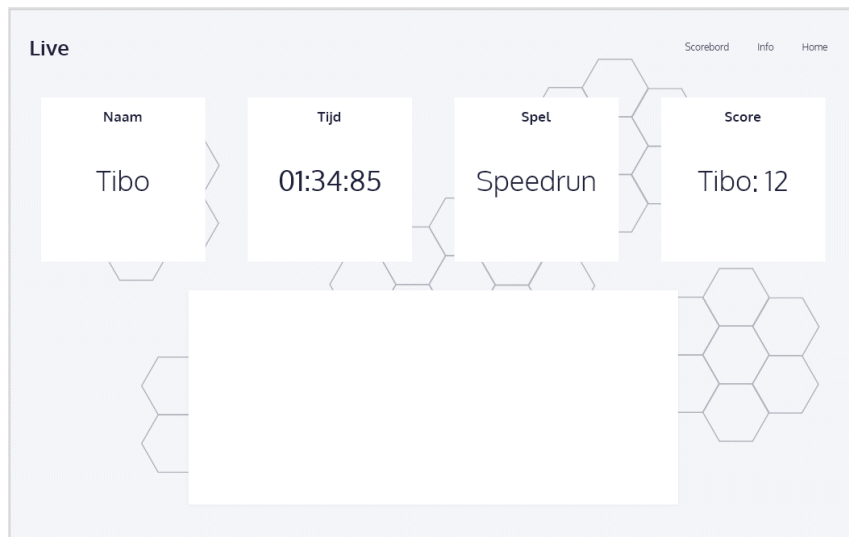 Live
Scorebord Info Home
Naam
Tibo
Tijd
01:34:85
Spel
Speedrun
Score
Tibo: 12